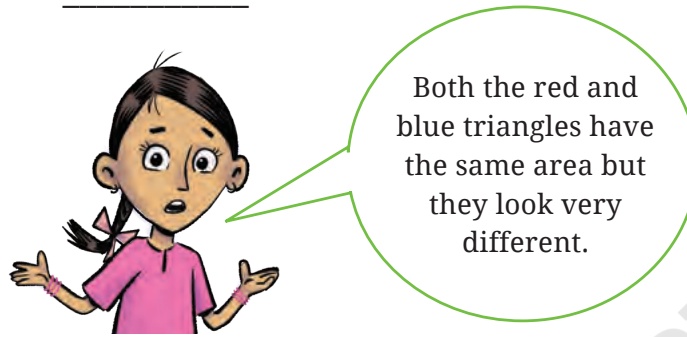 Both the red and
blue triangles have
the same area but
they look very
different.